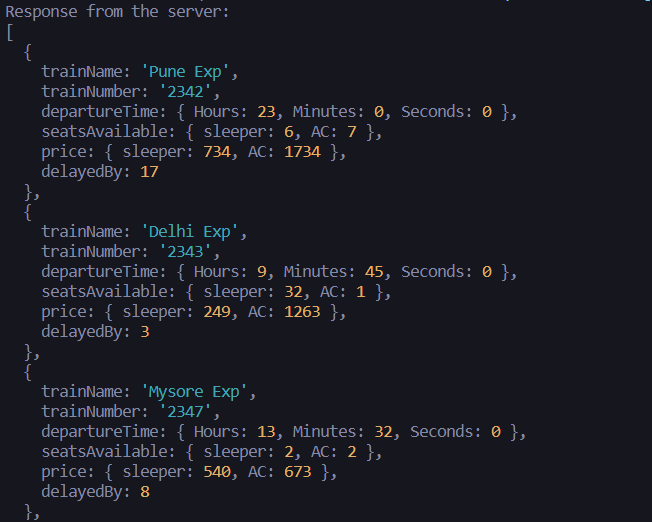 Response from the server:
[
  {
    trainName: 'Pune Exp',
    trainNumber: '2342',
    departureTime: { Hours: 23, Minutes: 0, Seconds: 0 },
    seatsAvailable: { sleeper: 6, AC: 7 },
    price: { sleeper: 734, AC: 1734 },
    delayedBy: 17
  },
  {
    trainName: 'Delhi Exp',
    trainNumber: '2343',
    departureTime: { Hours: 9, Minutes: 45, Seconds: 0 },
    seatsAvailable: { sleeper: 32, AC: 1 },
    price: { sleeper: 249, AC: 1263 },
    delayedBy: 3
  },
  {
    trainName: 'Mysore Exp',
    trainNumber: '2347',
    departureTime: { Hours: 13, Minutes: 32, Seconds: 0 },
    seatsAvailable: { sleeper: 2, AC: 2 },
    price: { sleeper: 540, AC: 673 },
    delayedBy: 8
  },